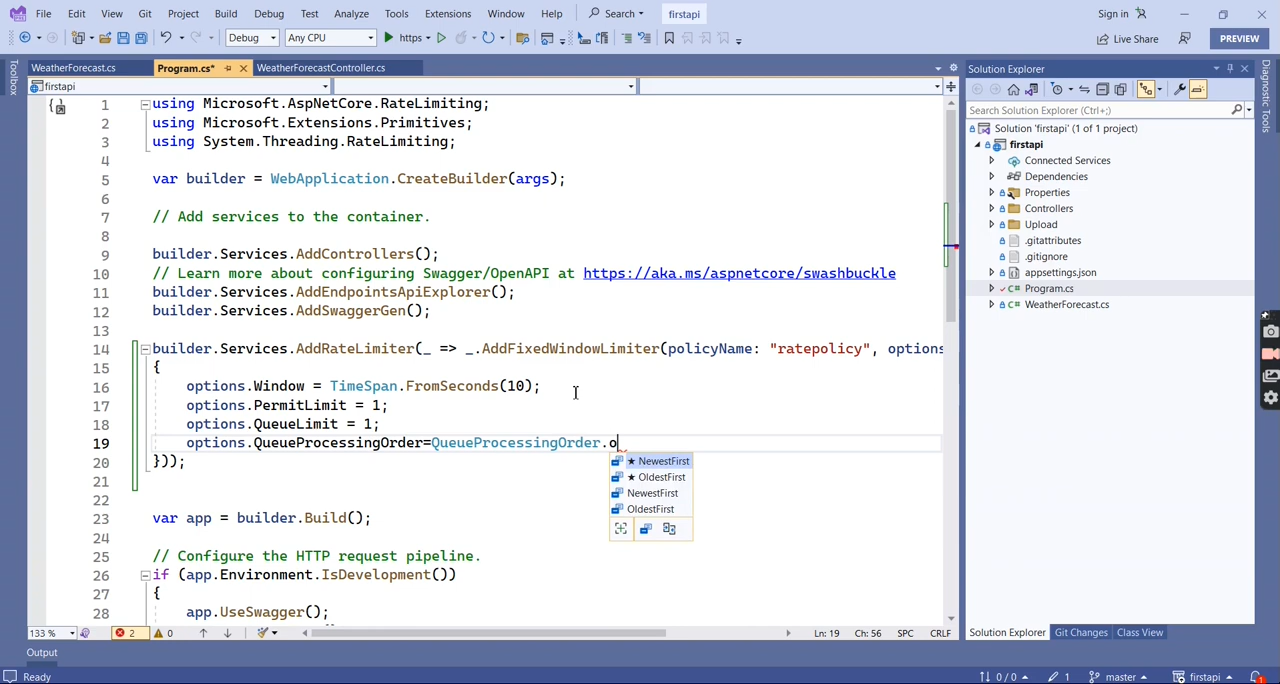 File Edit View Git Project Build Debug Test Analyze Tools Extensions Window Help Search firstapi Sign in
Debug Any CPU https Live Share PREVIEW
Toolbox
WeatherForecast.cs Program.cs* WeatherForecastController.cs
firstapi
1 using Microsoft.AspNetCore.RateLimiting;
2 using Microsoft.Extensions.Primitives;
3 using System.Threading.RateLimiting;
4
5 var builder = WebApplication.CreateBuilder(args);
6
7 // Add services to the container.
8
9 builder.Services.AddControllers();
10 // Learn more about configuring Swagger/OpenAPI at https://aka.ms/aspnetcore/swashbuckle
11 builder.Services.AddEndpointsApiExplorer();
12 builder.Services.AddSwaggerGen();
13
14 builder.Services.AddRateLimiter(_ => _.AddFixedWindowLimiter(policyName: "ratepolicy", options
15 {
16 options.Window = TimeSpan.FromSeconds(10);
17 options.PermitLimit = 1;
18 options.QueueLimit = 1;
19 options.QueueProcessingOrder=QueueProcessingOrder.o
20 }));
21
22
23 var app = builder.Build();
24
25 // Configure the HTTP request pipeline.
26 if (app.Environment.IsDevelopment())
27 {
28 app.UseSwagger();
★ NewestFirst
★ OldestFirst
NewestFirst
OldestFirst
133 % 2 0 Ln: 19 Ch: 56 SPC CRLF
Output
Ready 0 / 0 1 master firstapi 1
Solution Explorer
Search Solution Explorer (Ctrl+;)
Solution 'firstapi' (1 of 1 project)
firstapi
Connected Services
Dependencies
Properties
Controllers
Upload
.gitattributes
.gitignore
appsettings.json
Program.cs
WeatherForecast.cs
Solution Explorer Git Changes Class View
Diagnostic Tools